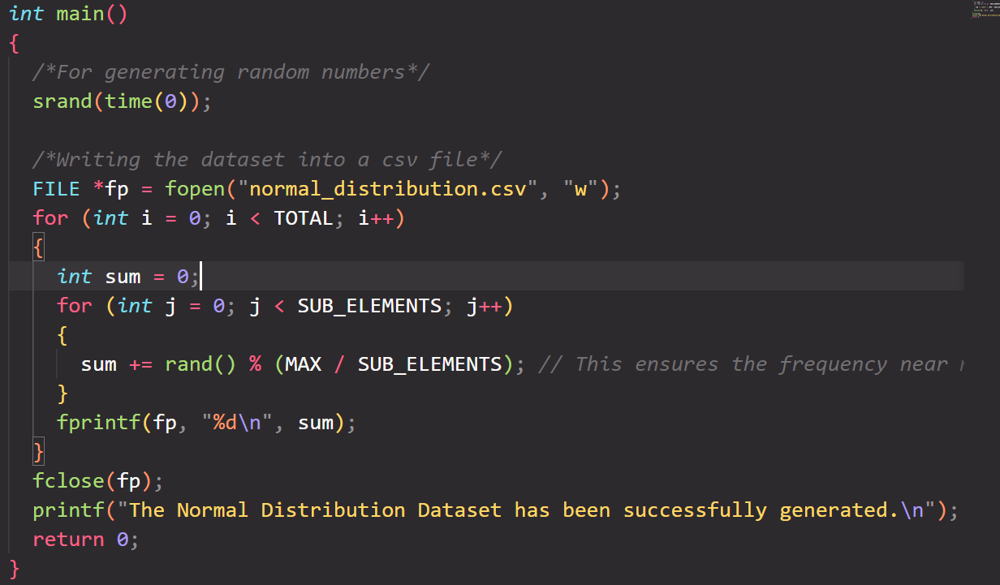 int main()
{
/*For generating random numbers*/
srand(time(0));
/*Writing the dataset into a csv file*/
FILE *fp = fopen("normal_distribution.csv", "w");
for (int i = 0; i < TOTAL; i++)
{
int sum = 0;
for (int j = 0; j < SUB_ELEMENTS; j++)
{
sum += rand() % (MAX / SUB_ELEMENTS); // This ensures the frequency near
}
fprintf(fp, "%d\n", sum);
}
fclose(fp);
printf("The Normal Distribution Dataset has been successfully generated.\n");
return 0;
}